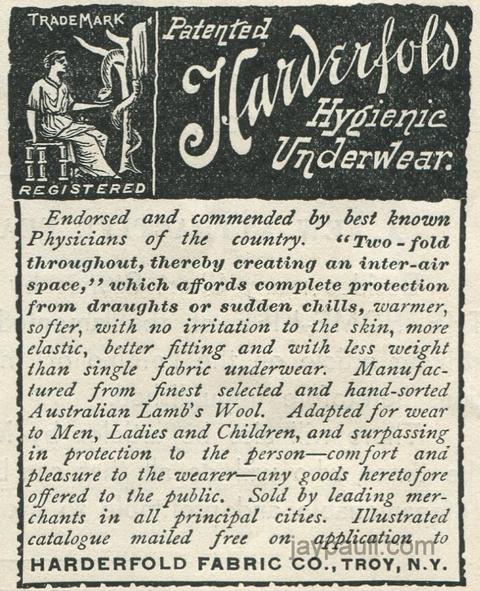 TRADEMARK
REGISTERED
Patented
Harderfold
Hygienic
Underwear.
Endorsed and commended by best known
Physicians of the country. "Two-fold
throughout, thereby creating an inter-air
space," which affords complete protection
from draughts or sudden chills, warmer,
softer, with no irritation to the skin, more
elastic, better fitting and with less weight
than single fabric underwear. Manufac-
tured from finest selected and hand-sorted
Australian Lamb's Wool. Adapted for wear
to Men, Ladies and Children, and surpassing
in protection to the person—comfort and
pleasure to the wearer—any goods heretofore
offered to the public. Sold by leading mer-
chants in all principal cities. Illustrated
catalogue mailed free on application to
HARDERFOLD FABRIC CO., TROY, N.Y.
jaypaull.com